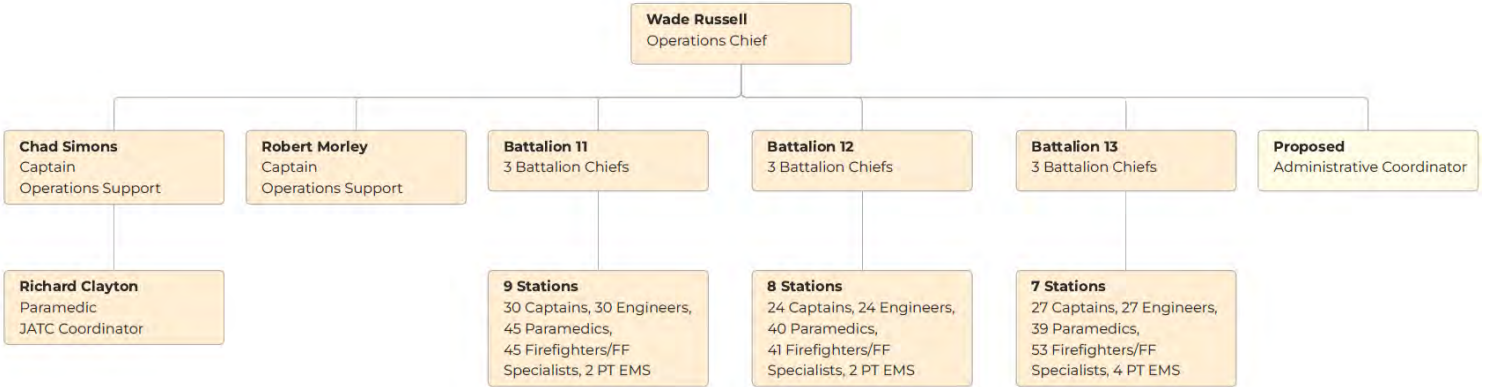 Wade Russell
Operations Chief
Chad Simons
Captain
Operations Support
Robert Morley
Captain
Operations Support
Battalion 11
3 Battalion Chiefs
Battalion 12
3 Battalion Chiefs
Battalion 13
3 Battalion Chiefs
Proposed
Administrative Coordinator
Richard Clayton
Paramedic
JATC Coordinator
9 Stations
30 Captains, 30 Engineers,
45 Paramedics,
45 Firefighters/FF
Specialists, 2 PT EMS
8 Stations
24 Captains, 24 Engineers,
40 Paramedics,
41 Firefighters/FF
Specialists, 2 PT EMS
7 Stations
27 Captains, 27 Engineers,
39 Paramedics,
53 Firefighters/FF
Specialists, 4 PT EMS